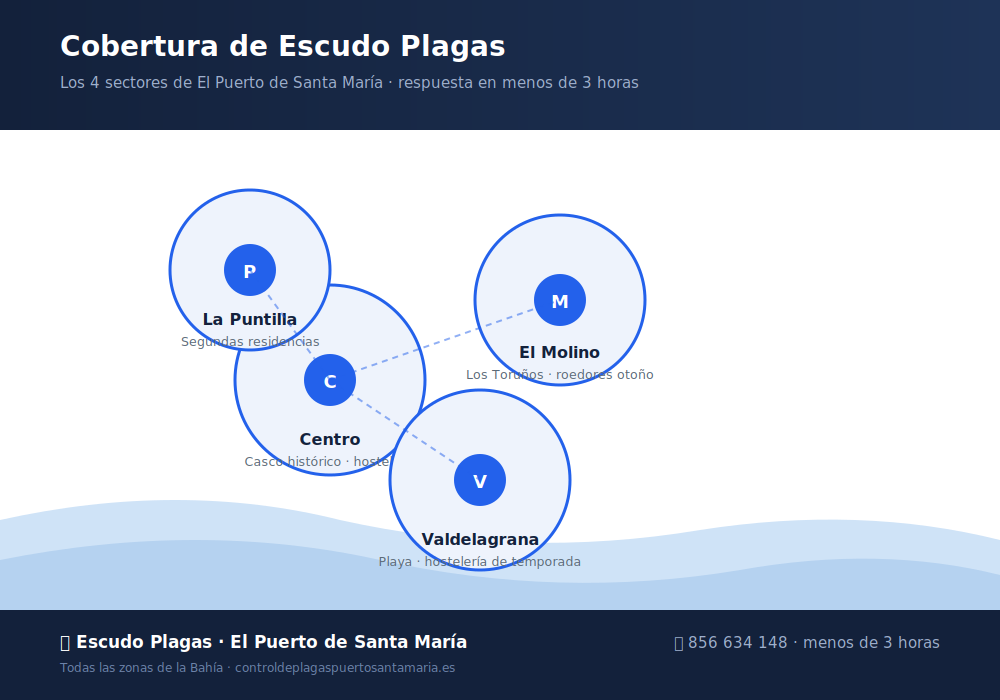 Cobertura de Escudo Plagas
Los 4 sectores de El Puerto de Santa María · respuesta en menos de 3 horas
P
La Puntilla
Segundas residencias
M
El Molino
Los Toruños · roedores otoño
C
Centro
Casco histórico ·
V
Valdelagrana
Playa · hostelería de temporada
Escudo Plagas · El Puerto de Santa María
856 634 148 · menos de 3 horas
Todas las zonas de la Bahía · controldeplagaspuertosantamaria.es